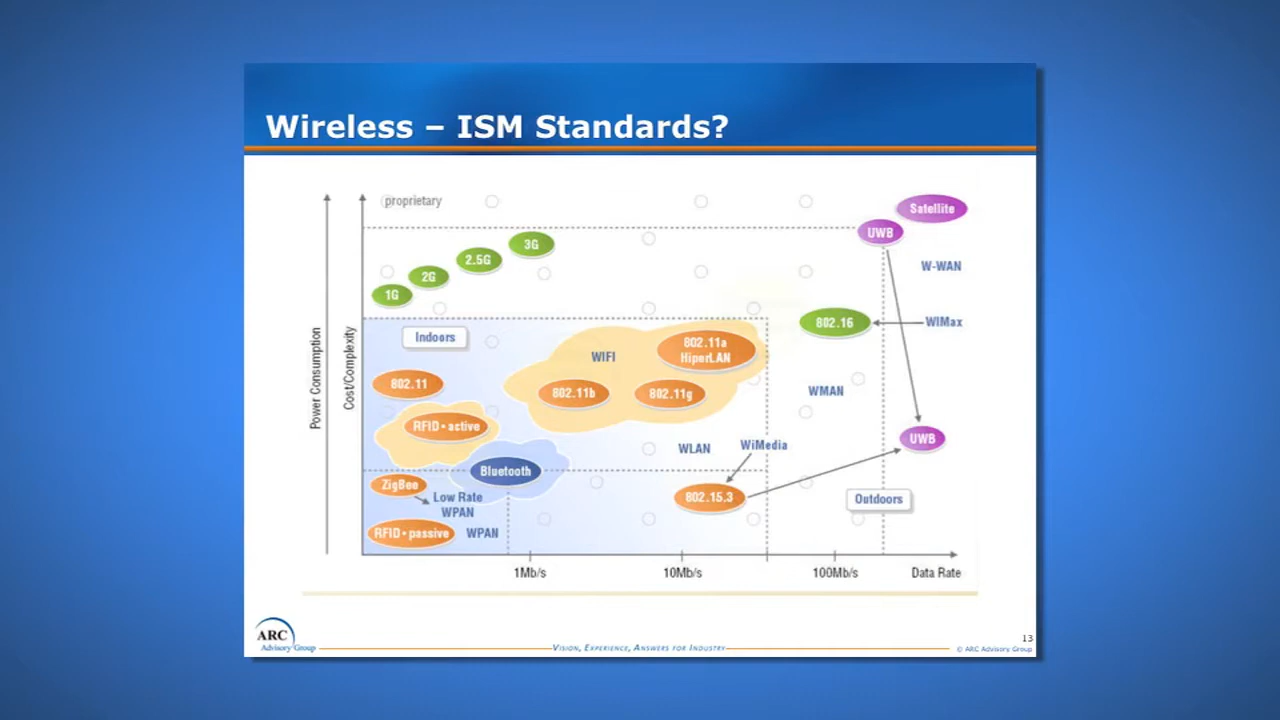 Wireless – ISM Standards?
proprietary
Satellite
UWB
3G
2.5G
W-WAN
2G
1G
802.16
WIMax
Indoors
802.11a
HiperLAN
WIFI
802.11
802.11b
802.11g
WMAN
RFID • active
UWB
WLAN
WiMedia
Bluetooth
ZigBee
Low Rate
WPAN
802.15.3
Outdoors
RFID • passive
WPAN
Power Consumption
Cost/Complexity
1Mb/s
10Mb/s
100Mb/s
Data Rate
ARC
Advisory Group
VISION, EXPERIENCE, ANSWERS FOR INDUSTRY
13
© ARC Advisory Group